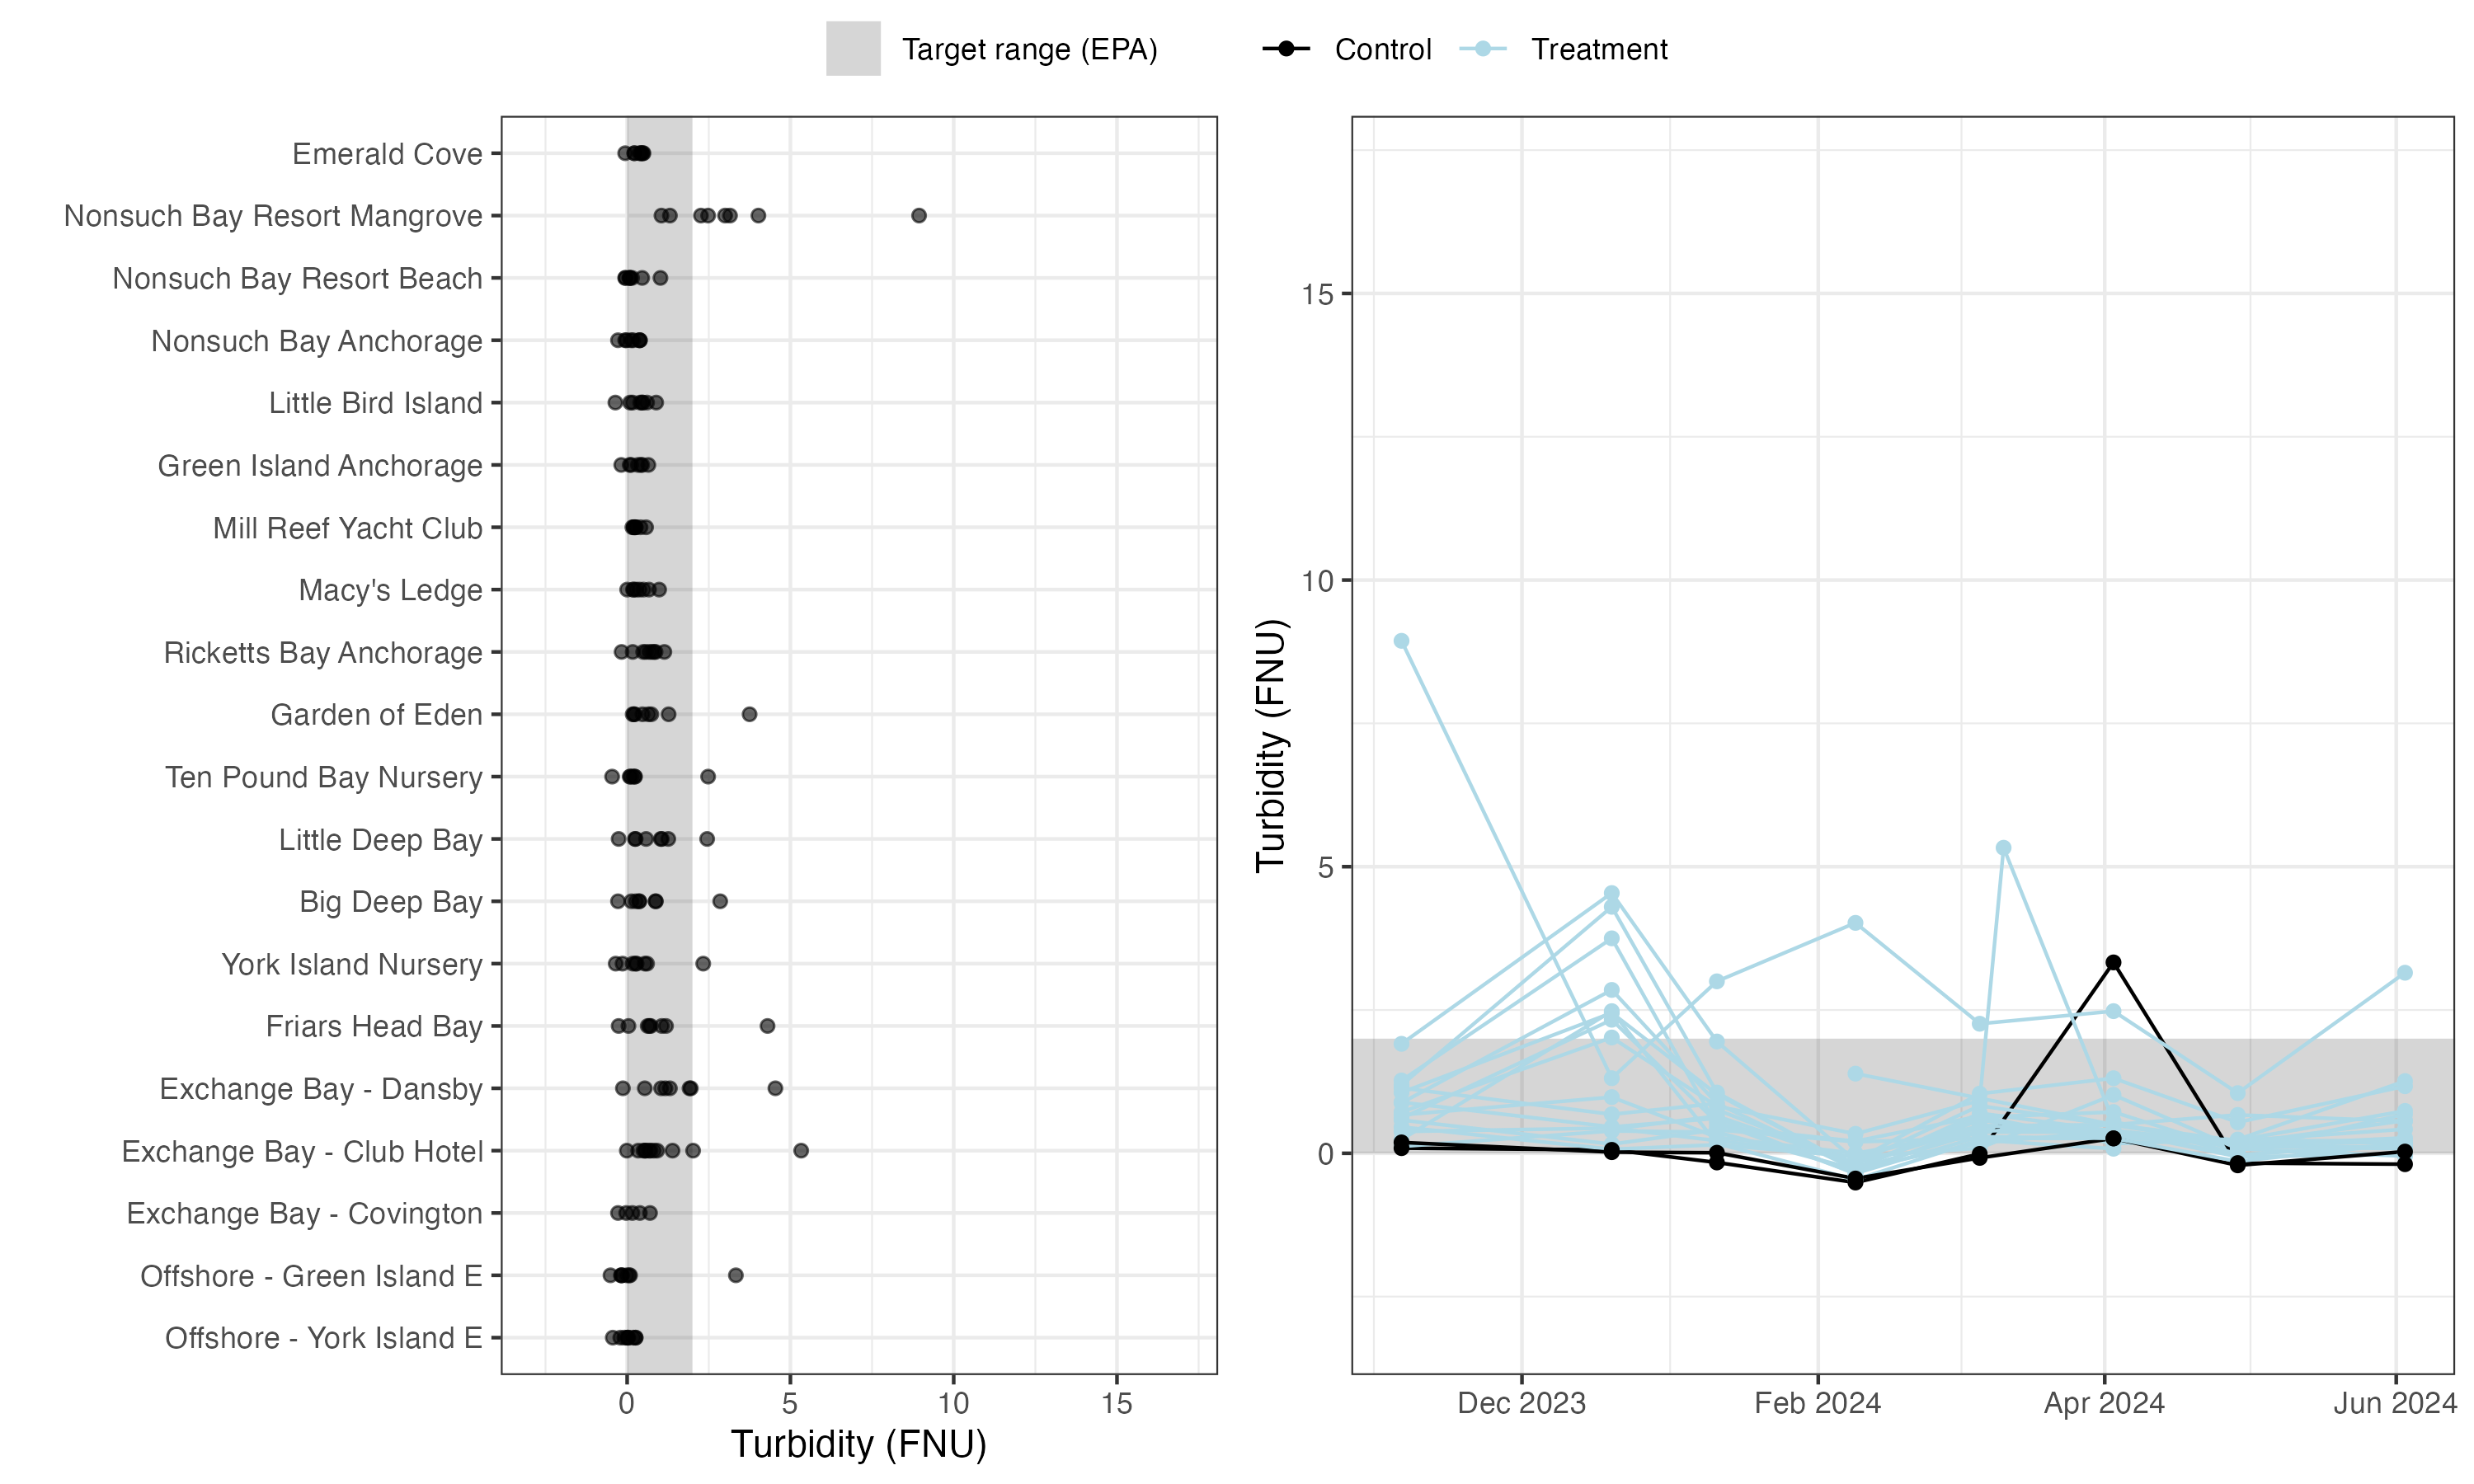 Target range (EPA) Control Treatment
Emerald Cove
Nonsuch Bay Resort Mangrove
Nonsuch Bay Resort Beach
Nonsuch Bay Anchorage
Little Bird Island
Green Island Anchorage
Mill Reef Yacht Club
Macy's Ledge
Ricketts Bay Anchorage
Garden of Eden
Ten Pound Bay Nursery
Little Deep Bay
Big Deep Bay
York Island Nursery
Friars Head Bay
Exchange Bay - Dansby
Exchange Bay - Club Hotel
Exchange Bay - Covington
Offshore - Green Island E
Offshore - York Island E
0 5 10 15
Turbidity (FNU)
Turbidity (FNU)
15
10
5
0
Dec 2023 Feb 2024 Apr 2024 Jun 2024